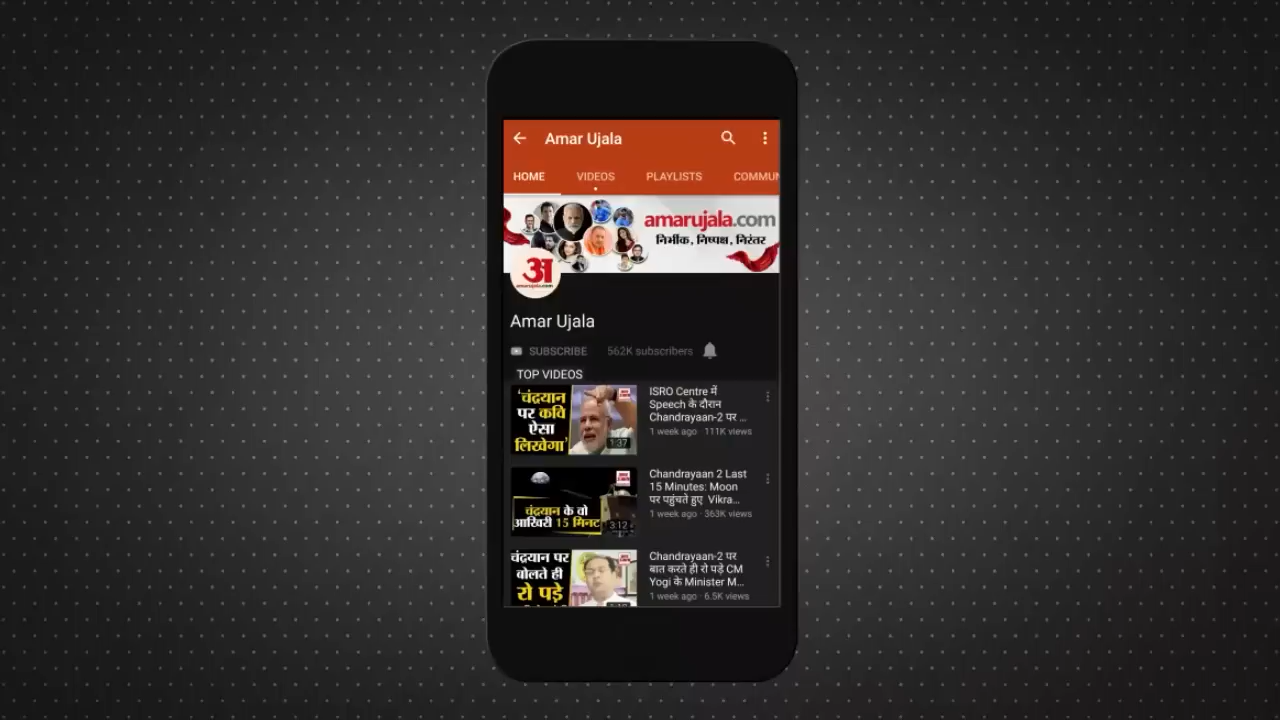 Amar Ujala
HOME VIDEOS PLAYLISTS COMMUN
amarujala.com
निर्भीक, निष्पक्ष, निरंतर
अ
amarujala.com
Amar Ujala
SUBSCRIBE 562K subscribers
TOP VIDEOS
'चंद्रयान
पर कवि
ऐसा
लिखेगा'
1:37
ISRO Centre में
Speech के दौरान
Chandrayaan-2 पर ...
1 week ago · 111K views
चंद्रयान के वो
आखिरी 15 मिनट
3:12
Chandrayaan 2 Last
15 Minutes: Moon
पर पहुंचते हुए Vikra...
1 week ago · 363K views
चंद्रयान पर
बोलते ही
रो पड़े
Chandrayaan-2 पर
बात करते ही रो पड़े CM
Yogi के Minister M...
1 week ago · 6.5K views